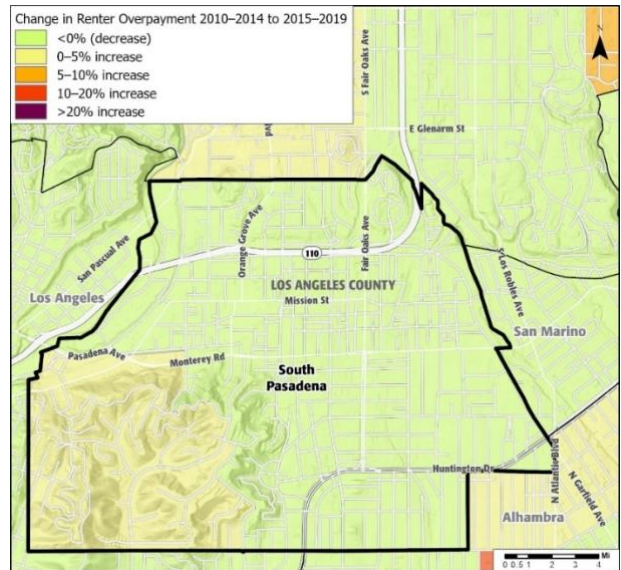 Change in Renter Overpayment 2010–2014 to 2015–2019
<0% (decrease)
0–5% increase
5–10% increase
10–20% increase
>20% increase
N
S Fair Oaks Ave
lvd
E Glenarm St
San Pascual Ave
Orange Grove Ave
Fair Oaks Ave
110
S Los Robles Ave
Los Angeles
LOS ANGELES COUNTY
Mission St
San Marino
Pasadena Ave
Monterey Rd
South
Pasadena
Huntington Dr
N Atlantic Blvd
N Garfield Ave
Alhambra
Mi
0 0.5 1 2 3 4